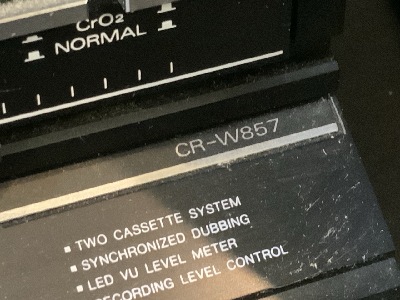 CrO2
NORMAL
CR-W857
▪ TWO CASSETTE SYSTEM
▪ SYNCHRONIZED DUBBING
▪ LED VU LEVEL METER
RECORDING LEVEL CONTROL